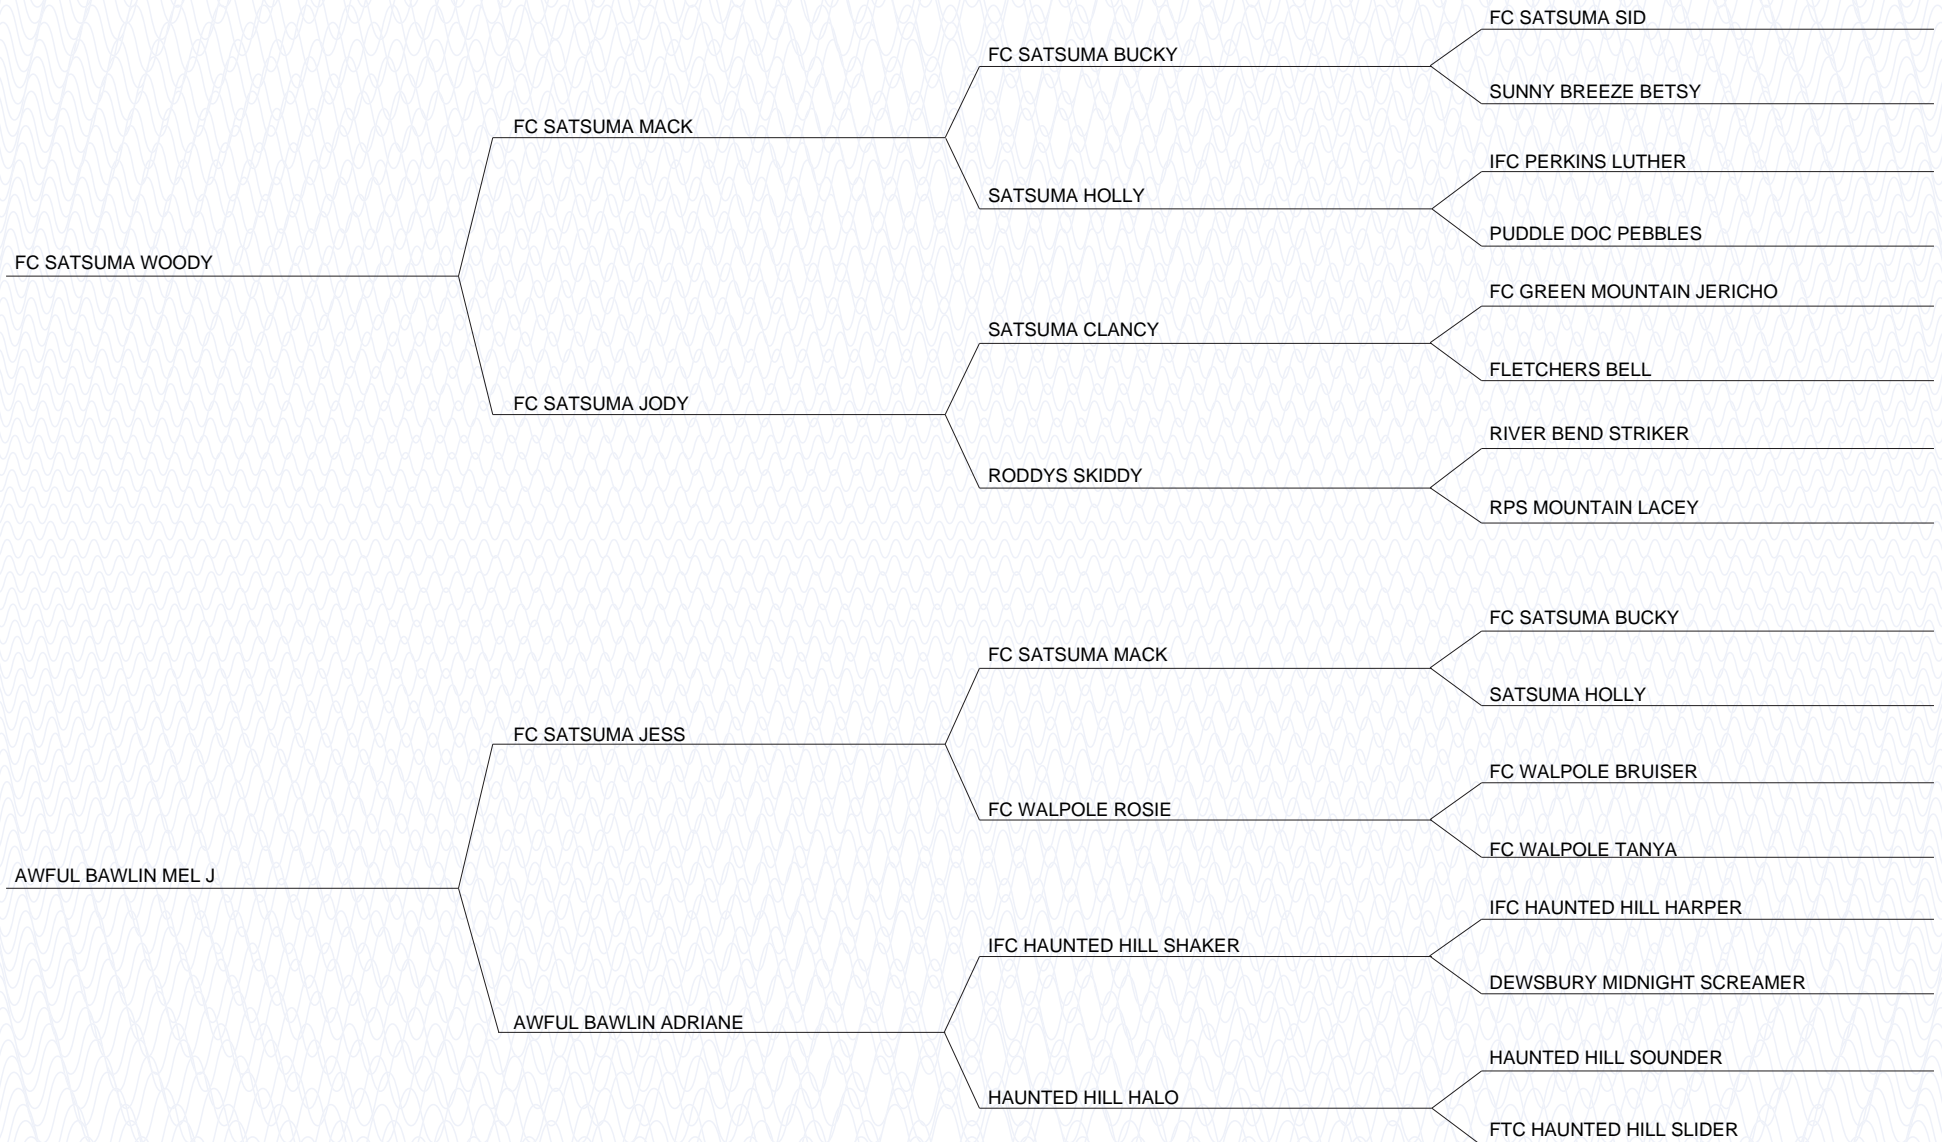 FC SATSUMA SID
FC SATSUMA BUCKY
SUNNY BREEZE BETSY
FC SATSUMA MACK
IFC PERKINS LUTHER
SATSUMA HOLLY
PUDDLE DOC PEBBLES
FC SATSUMA WOODY
FC GREEN MOUNTAIN JERICHO
SATSUMA CLANCY
FLETCHERS BELL
FC SATSUMA JODY
RIVER BEND STRIKER
RODDYS SKIDDY
RPS MOUNTAIN LACEY
FC SATSUMA BUCKY
FC SATSUMA MACK
SATSUMA HOLLY
FC SATSUMA JESS
FC WALPOLE BRUISER
FC WALPOLE ROSIE
FC WALPOLE TANYA
AWFUL BAWLIN MEL J
IFC HAUNTED HILL HARPER
IFC HAUNTED HILL SHAKER
DEWSBURY MIDNIGHT SCREAMER
AWFUL BAWLIN ADRIANE
HAUNTED HILL SOUNDER
HAUNTED HILL HALO
FTC HAUNTED HILL SLIDER